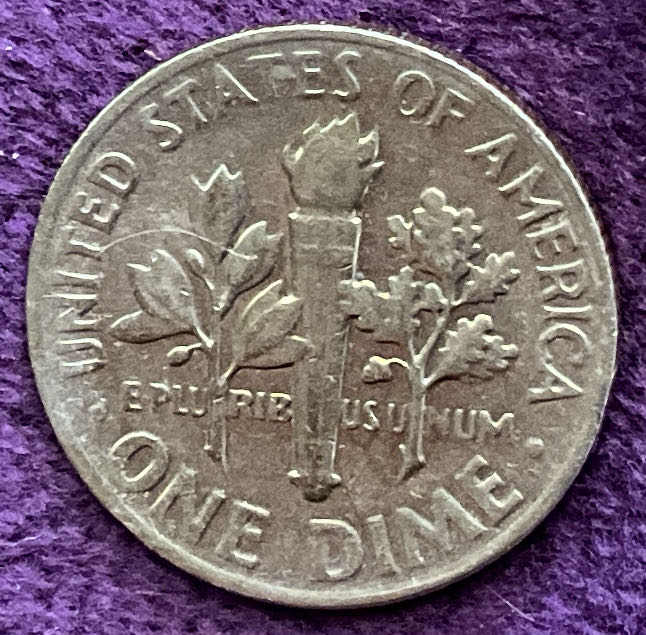 UNITED STATES OF AMERICA
E PLURIBUS UNUM
ONE DIME